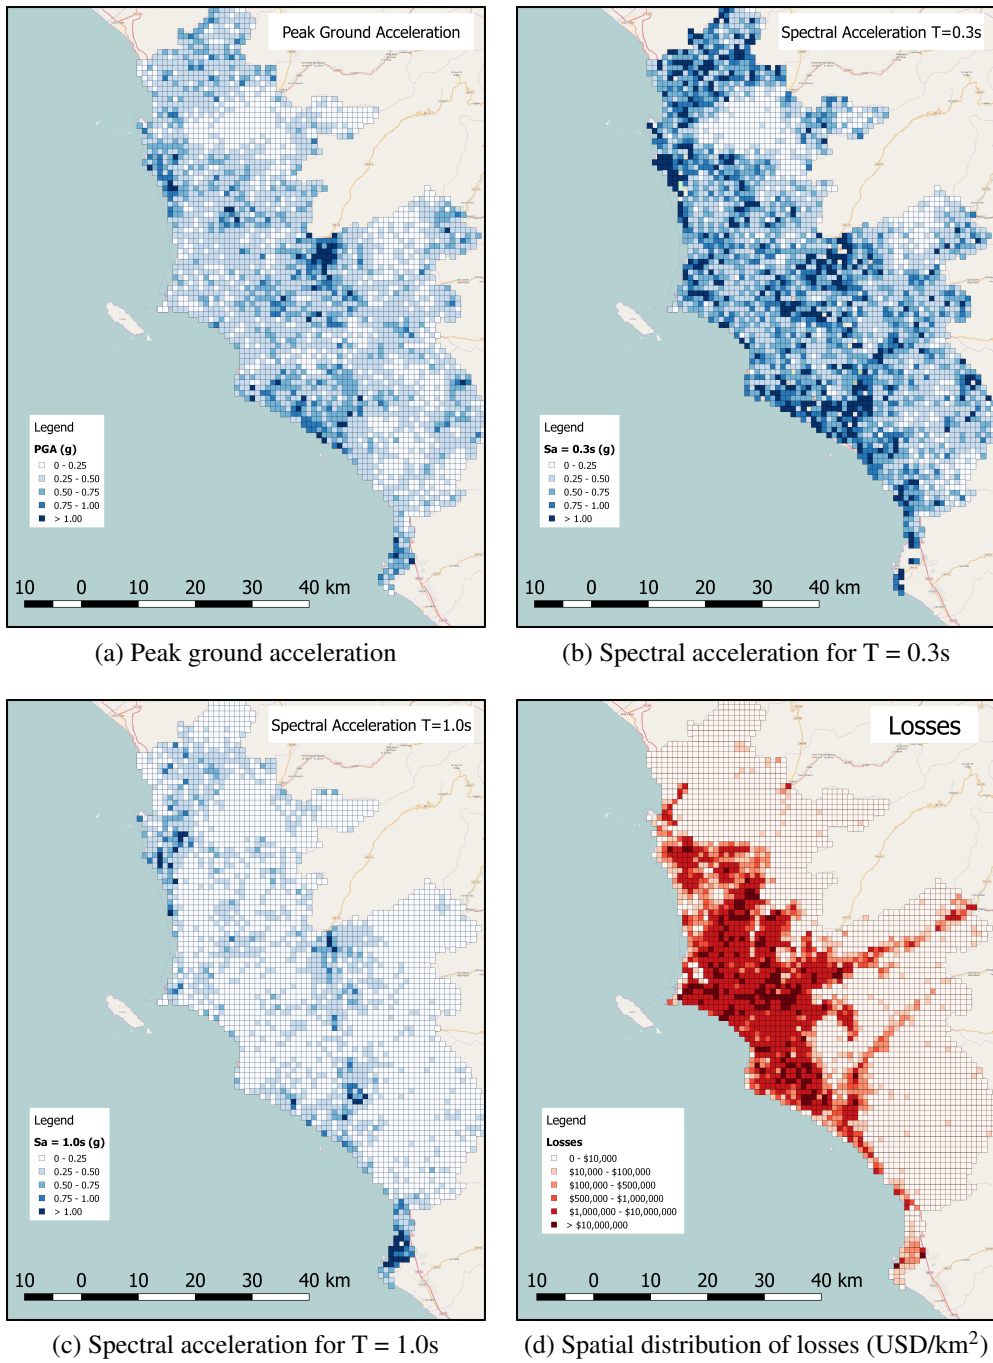 Peak Ground Acceleration
Legend
PGA (g)
0 - 0.25
0.25 - 0.50
0.50 - 0.75
0.75 - 1.00
> 1.00
10 0 10 20 30 40 km
(a) Peak ground acceleration
Spectral Acceleration T=0.3s
Legend
Sa = 0.3s (g)
0 - 0.25
0.25 - 0.50
0.50 - 0.75
0.75 - 1.00
> 1.00
10 0 10 20 30 40 km
(b) Spectral acceleration for T = 0.3s
Spectral Acceleration T=1.0s
Legend
Sa = 1.0s (g)
0 - 0.25
0.25 - 0.50
0.50 - 0.75
0.75 - 1.00
> 1.00
10 0 10 20 30 40 km
(c) Spectral acceleration for T = 1.0s
Losses
Legend
Losses
0 - $10,000
$10,000 - $100,000
$100,000 - $500,000
$500,000 - $1,000,000
$1,000,000 - $10,000,000
> $10,000,000
10 0 10 20 30 40 km
(d) Spatial distribution of losses (USD/km²)